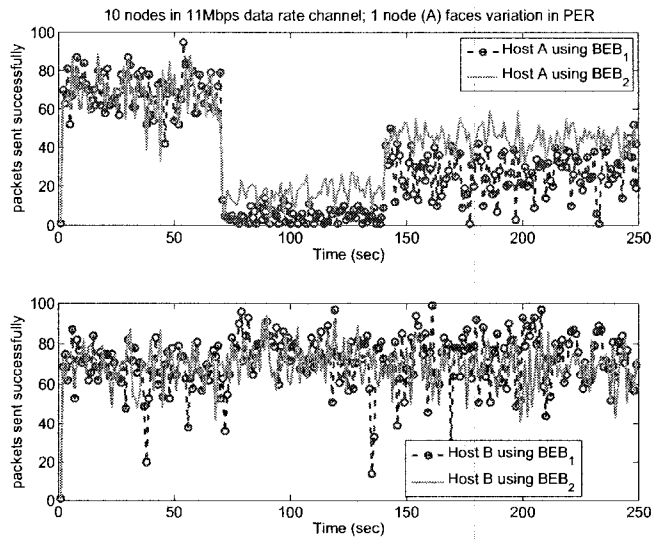 10 nodes in 11Mbps data rate channel; 1 node (A) faces variation in PER
100
80
60
40
20
0
packets sent successfully
Host A using BEB1
Host A using BEB2
0 50 100 150 200 250
Time (sec)
100
80
60
40
20
0
packets sent successfully
Host B using BEB1
Host B using BEB2
0 50 100 150 200 250
Time (sec)